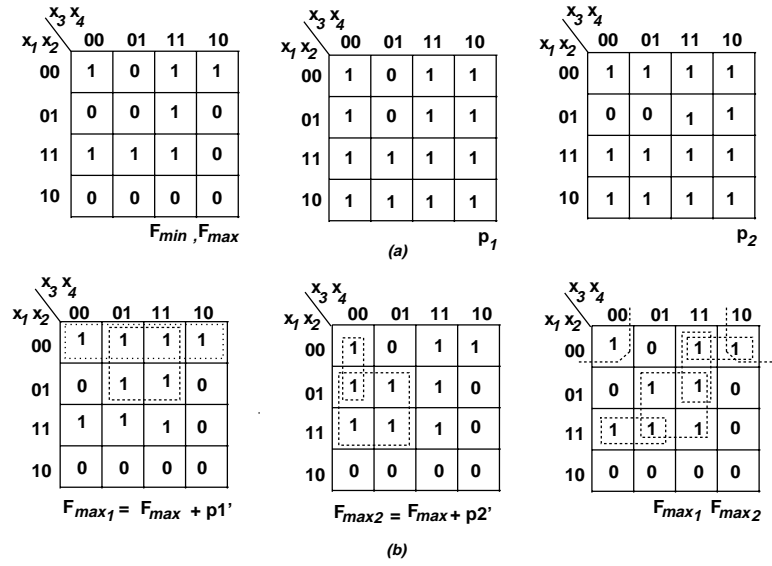 x3 x4 x3 x4 x3 x4
x1 x2 00 01 11 10 x1 x2 00 01 11 10 x1 x2 00 01 11 10
00 1 0 1 1 00 1 0 1 1 00 1 1 1 1
01 0 0 1 0 01 1 0 1 1 01 0 0 1 1
11 1 1 1 0 11 1 1 1 1 11 1 1 1 1
10 0 0 0 0 10 1 1 1 1 10 1 1 1 1
Fmin ,Fmax p1 p2
(a)
x3 x4 x3 x4 x3 x4
x1 x2 00 01 11 10 x1 x2 00 01 11 10 x1 x2 00 01 11 10
00 1 1 1 1 00 1 0 1 1 00 1 0 1 1
01 0 1 1 0 01 1 1 1 0 01 0 1 1 0
11 1 1 1 0 11 1 1 1 0 11 1 1 1 0
10 0 0 0 0 10 0 0 0 0 10 0 0 0 0
Fmax1 = Fmax + p1' Fmax2 = Fmax + p2' Fmax1 Fmax2
(b)